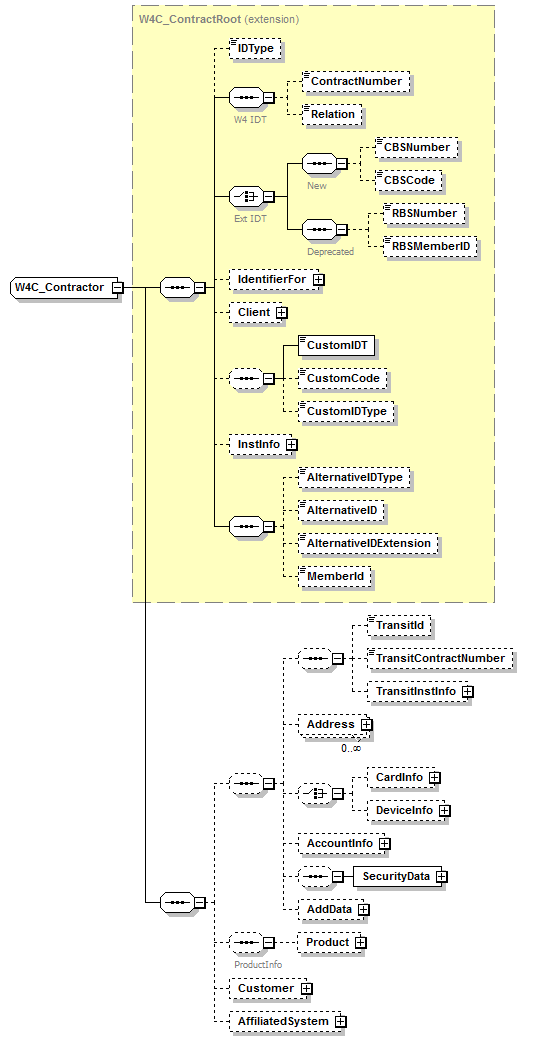 W4C_ContractRoot (extension)
IDType
ContractNumber
W4 IDT
Relation
CBSNumber
New
CBSCode
Ext IDT
RBSNumber
Deprecated
RBSMemberID
W4C_Contractor
IdentifierFor
Client
CustomIDT
CustomCode
CustomIDType
InstInfo
AlternativeIDType
AlternativeID
AlternativeIDExtension
MemberId
TransitId
TransitContractNumber
TransitInstInfo
Address
0..∞
CardInfo
DeviceInfo
AccountInfo
SecurityData
AddData
Product
ProductInfo
Customer
AffiliatedSystem